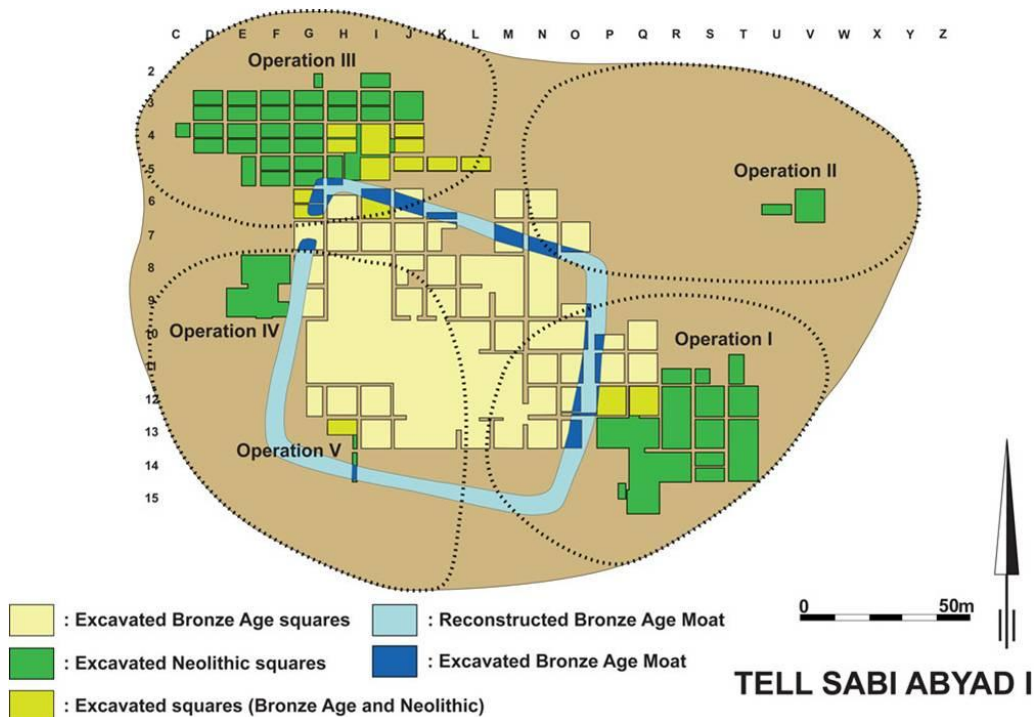 C D E F G H I J K L M N O P Q R S T U V W X Y Z
Operation III
2
3
4
5
Operation II
6
7
8
9
Operation IV
10
Operation I
11
12
13
Operation V
14
15
0 50m
: Excavated Bronze Age squares
: Reconstructed Bronze Age Moat
: Excavated Neolithic squares
: Excavated Bronze Age Moat
: Excavated squares (Bronze Age and Neolithic)
TELL SABI ABYAD I